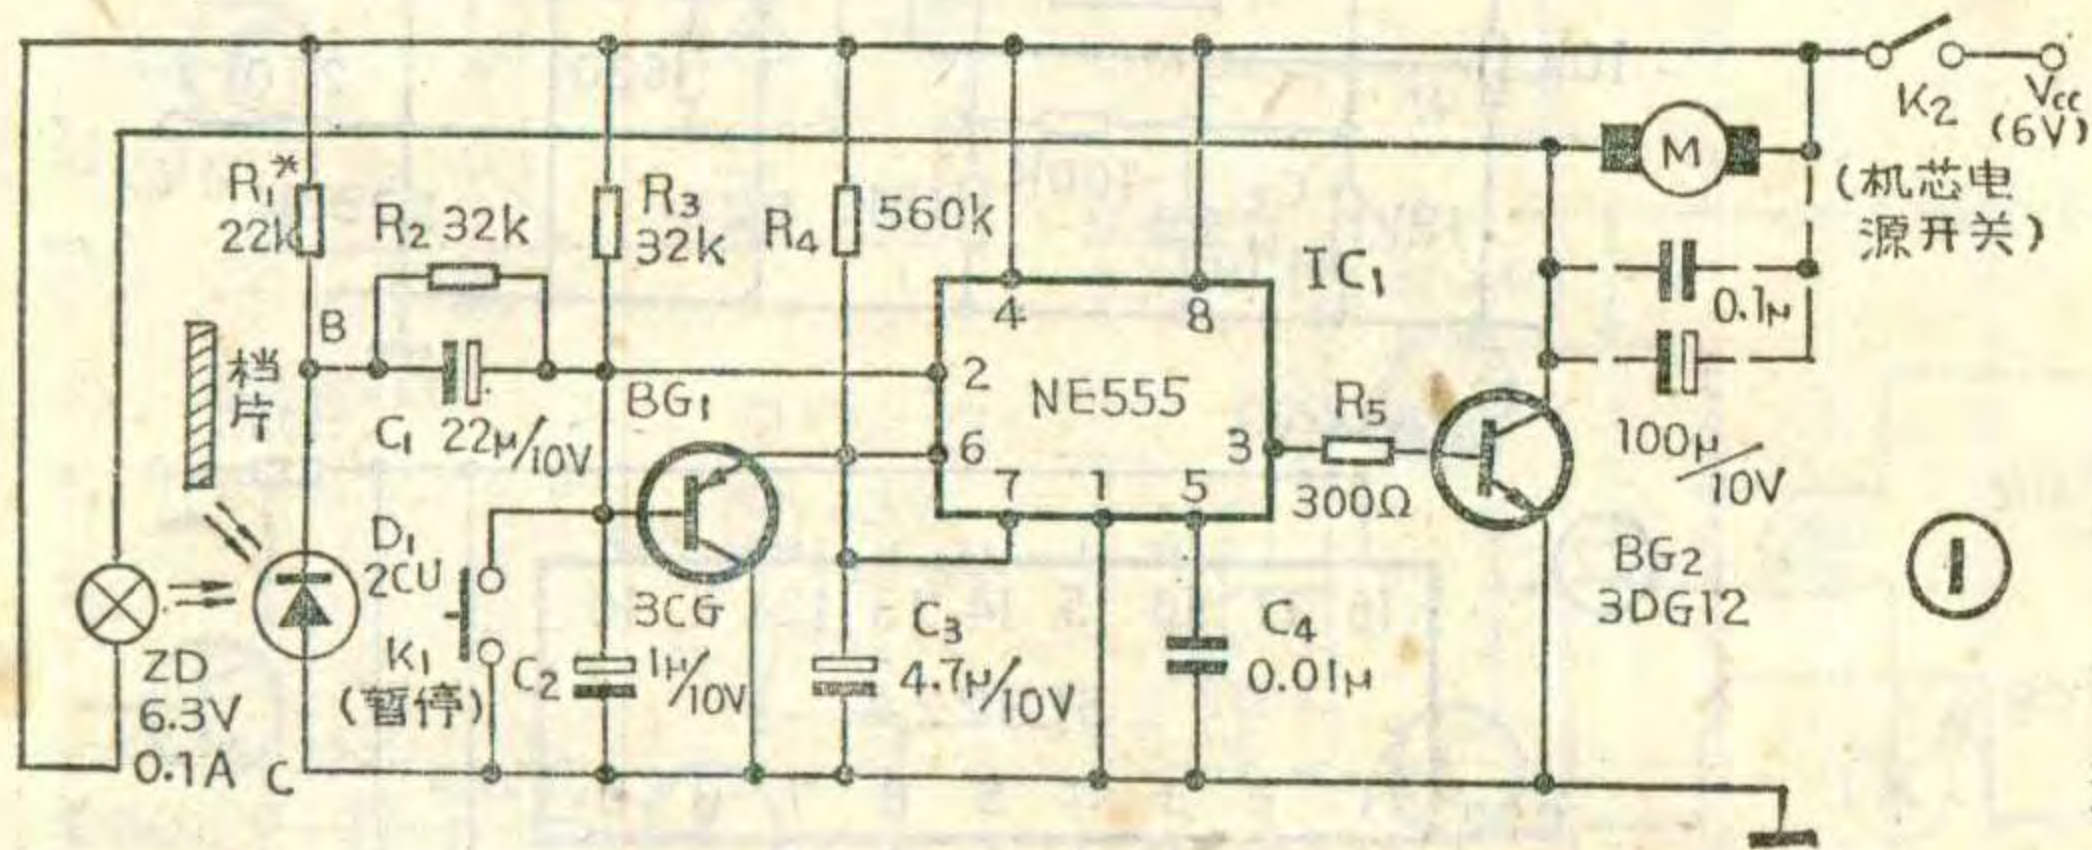 R1*
22k
R2 32k
R3
32k
R4
560k
B
档
片
C1 22μ/10V
BG1
3CG
D1
2CU
K1
(暂停)
C2
1μ/10V
ZD
6.3V
0.1A
C
C3
4.7μ/10V
4
8
2
6
7
1
5
3
NE555
IC1
C4
0.01μ
R5
300Ω
M
0.1μ
100μ/10V
BG2
3DG12
K2
Vcc
(6V)
(机芯电
源开关)
1